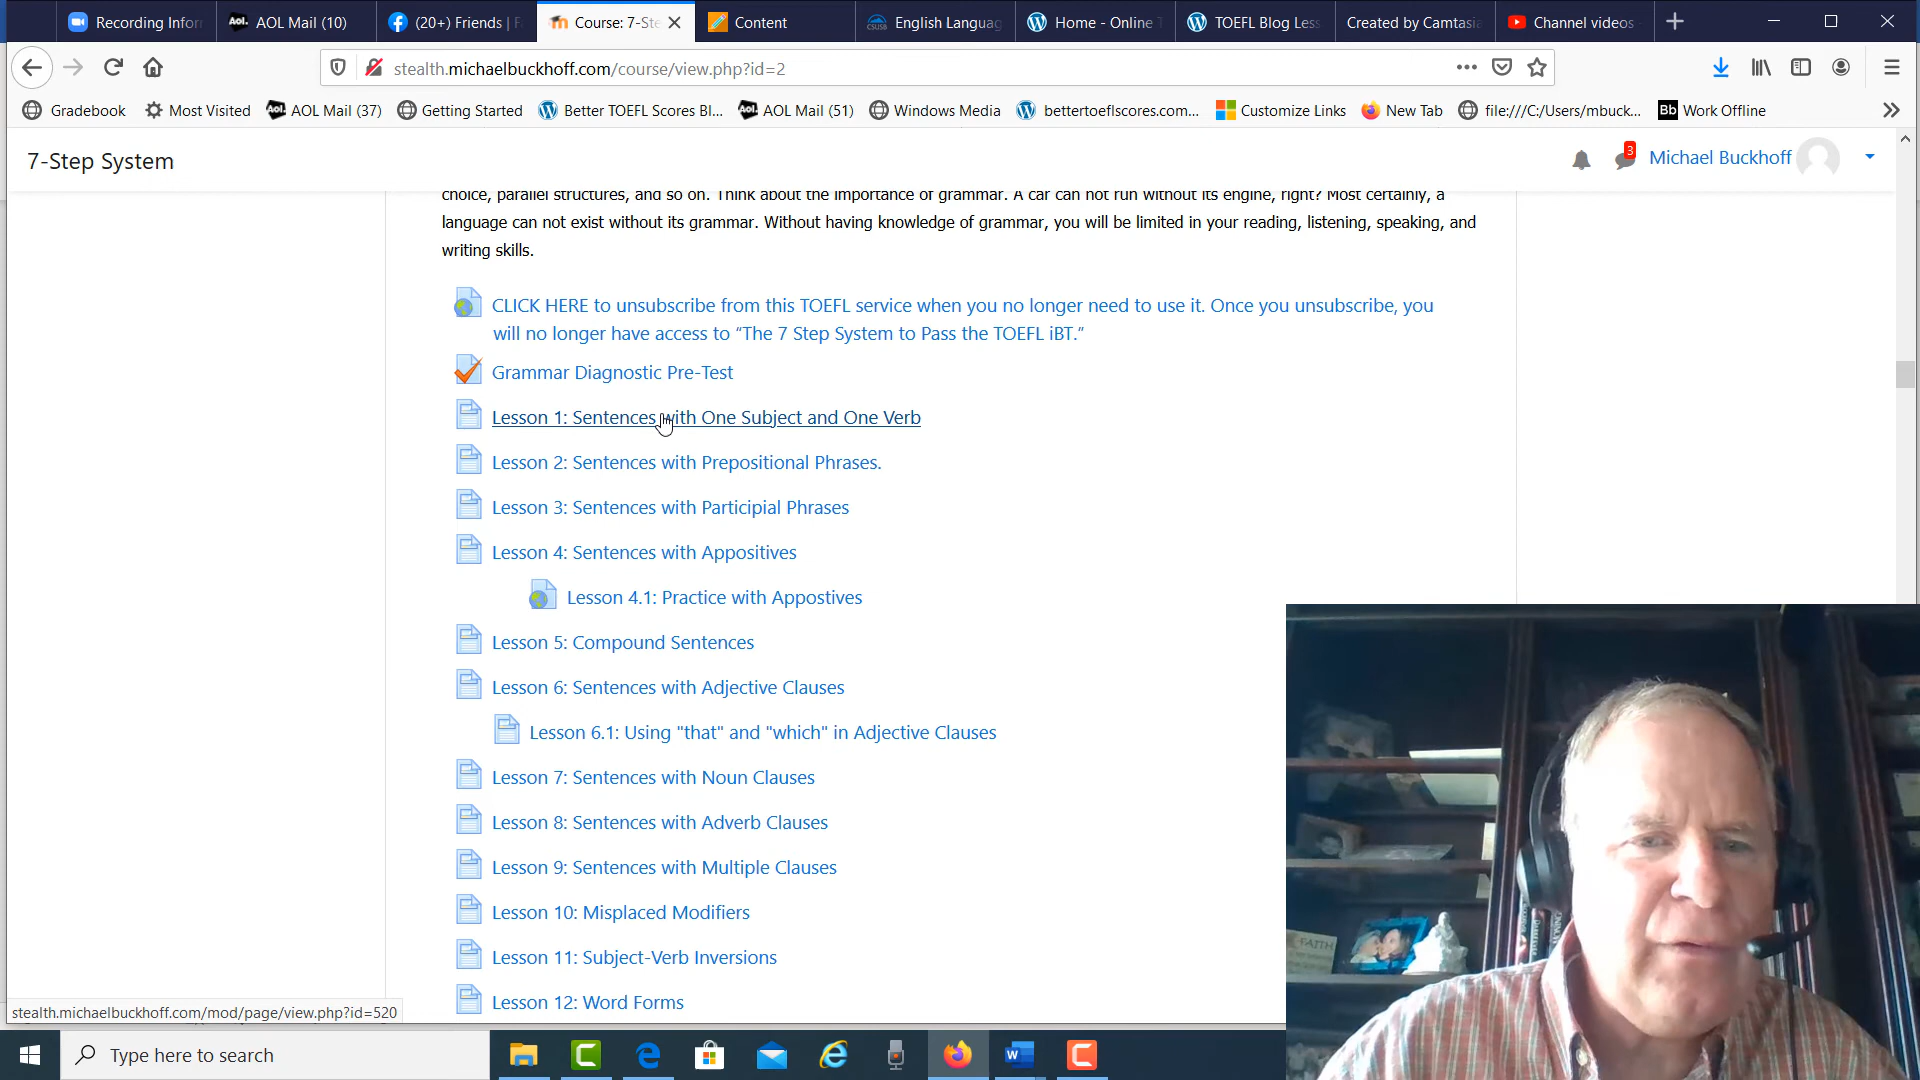 Recording Infor
AOL Mail (10)
(20+) Friends | F
Course: 7-Ste
Content
English Languag
Home - Online T
TOEFL Blog Less
Created by Camtasi
Channel videos
stealth.michaelbuckhoff.com/course/view.php?id=2
Gradebook
Most Visited
AOL Mail (37)
Getting Started
Better TOEFL Scores Bl...
AOL Mail (51)
Windows Media
bettertoeflscores.com...
Customize Links
New Tab
file:///C:/Users/mbuck...
Bb Work Offline
7-Step System
3
Michael Buckhoff
choice, parallel structures, and so on. Think about the importance of grammar. A car can not run without its engine, right? Most certainly, a
language can not exist without its grammar. Without having knowledge of grammar, you will be limited in your reading, listening, speaking, and
writing skills.
CLICK HERE to unsubscribe from this TOEFL service when you no longer need to use it. Once you unsubscribe, you
will no longer have access to “The 7 Step System to Pass the TOEFL iBT.”
Grammar Diagnostic Pre-Test
Lesson 1: Sentences with One Subject and One Verb
Lesson 2: Sentences with Prepositional Phrases.
Lesson 3: Sentences with Participial Phrases
Lesson 4: Sentences with Appositives
Lesson 4.1: Practice with Appostives
Lesson 5: Compound Sentences
Lesson 6: Sentences with Adjective Clauses
Lesson 6.1: Using "that" and "which" in Adjective Clauses
Lesson 7: Sentences with Noun Clauses
Lesson 8: Sentences with Adverb Clauses
Lesson 9: Sentences with Multiple Clauses
Lesson 10: Misplaced Modifiers
Lesson 11: Subject-Verb Inversions
Lesson 12: Word Forms
stealth.michaelbuckhoff.com/mod/page/view.php?id=520
Type here to search